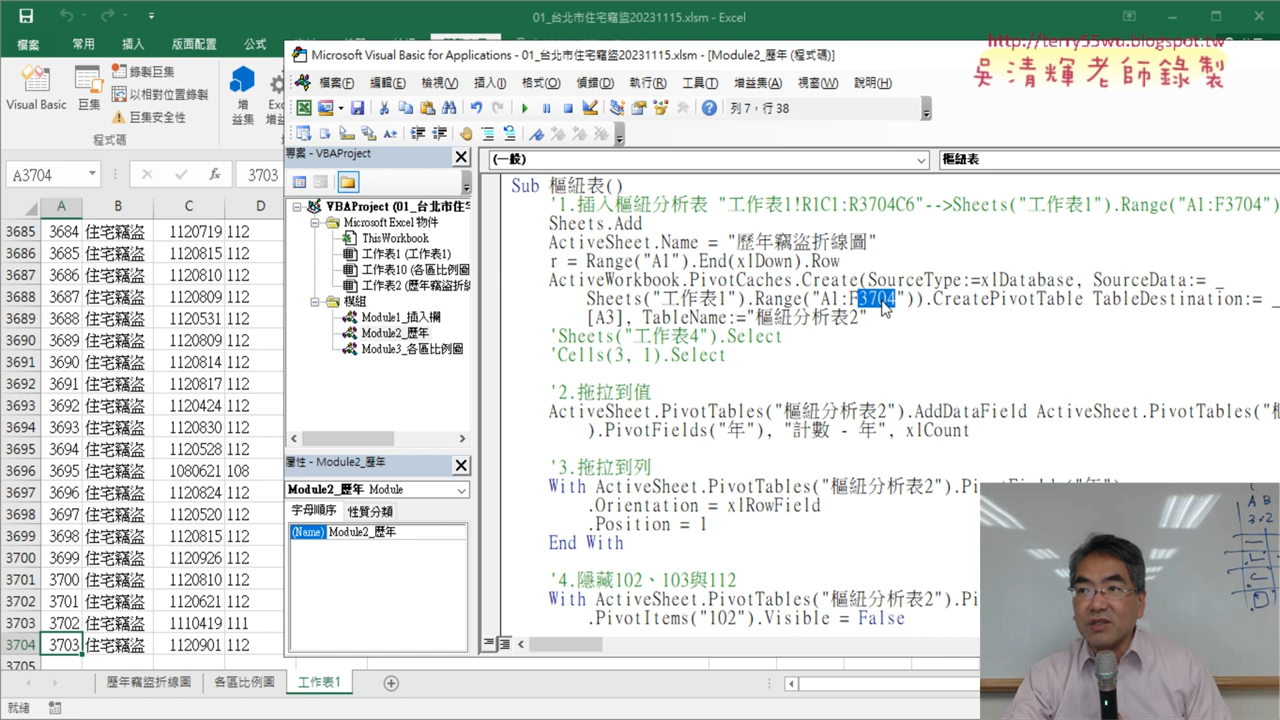 01_台北市住宅竊盜20231115.xlsm - Excel
檔案 常用 插入 版面配置 公式
http://terry55wu.blogspot.tw
吳清輝老師錄製
Microsoft Visual Basic for Applications - 01_台北市住宅竊盜20231115.xlsm - [Module2_歷年 (程式碼)]
檔案(F) 編輯(E) 檢視(V) 插入(I) 格式(O) 偵錯(D) 執行(R) 工具(T) 增益集(A) 視窗(W) 說明(H)
列 7，行 38
Visual Basic 巨集
錄製巨集
以相對位置錄製
巨集安全性
程式碼
增益集
A3704
fx
3703
專案 - VBAProject
VBAProject (01_台北市住宅
Microsoft Excel 物件
ThisWorkbook
工作表1 (工作表1)
工作表10 (各區比例圖
工作表2 (歷年竊盜折線
模組
Module1_插入欄
Module2_歷年
Module3_各區比例圖
屬性 - Module2_歷年
Module2_歷年 Module
字母順序 性質分類
(Name) Module2_歷年
(一般) 樞紐表
Sub 樞紐表()
'1.插入樞紐分析表 "工作表1!R1C1:R3704C6"-->Sheets("工作表1").Range("A1:F3704")
Sheets.Add
ActiveSheet.Name = "歷年竊盜折線圖"
r = Range("A1").End(xlDown).Row
ActiveWorkbook.PivotCaches.Create(SourceType:=xlDatabase, SourceData:= _
Sheets("工作表1").Range("A1:F3704")).CreatePivotTable TableDestination:= _
[A3], TableName:="樞紐分析表2"
'Sheets("工作表4").Select
'Cells(3, 1).Select
'2.拖拉到值
ActiveSheet.PivotTables("樞紐分析表2").AddDataField ActiveSheet.PivotTables("樞
).PivotFields("年"), "計數 - 年", xlCount
'3.拖拉到列
With ActiveSheet.PivotTables("樞紐分析表2").PivotFields("年")
.Orientation = xlRowField
.Position = 1
End With
'4.隱藏102、103與112
With ActiveSheet.PivotTables("樞紐分析表2").Pi
.PivotItems("102").Visible = False
A B C D
3685 3684 住宅竊盜 1120719 112
3686 3685 住宅竊盜 1120815 112
3687 3686 住宅竊盜 1120810 112
3688 3687 住宅竊盜 1120809 112
3689 3688 住宅竊盜 1120531 112
3690 3689 住宅竊盜 1120809 112
3691 3690 住宅竊盜 1120814 112
3692 3691 住宅竊盜 1120817 112
3693 3692 住宅竊盜 1120424 112
3694 3693 住宅竊盜 1120830 112
3695 3694 住宅竊盜 1120528 112
3696 3695 住宅竊盜 1080621 108
3697 3696 住宅竊盜 1120824 112
3698 3697 住宅竊盜 1120520 112
3699 3698 住宅竊盜 1120815 112
3700 3699 住宅竊盜 1120926 112
3701 3700 住宅竊盜 1120810 112
3702 3701 住宅竊盜 1120621 112
3703 3702 住宅竊盜 1110419 111
3704 3703 住宅竊盜 1120901 112
3705
歷年竊盜折線圖 各區比例圖 工作表1
就緒
A B
3×2